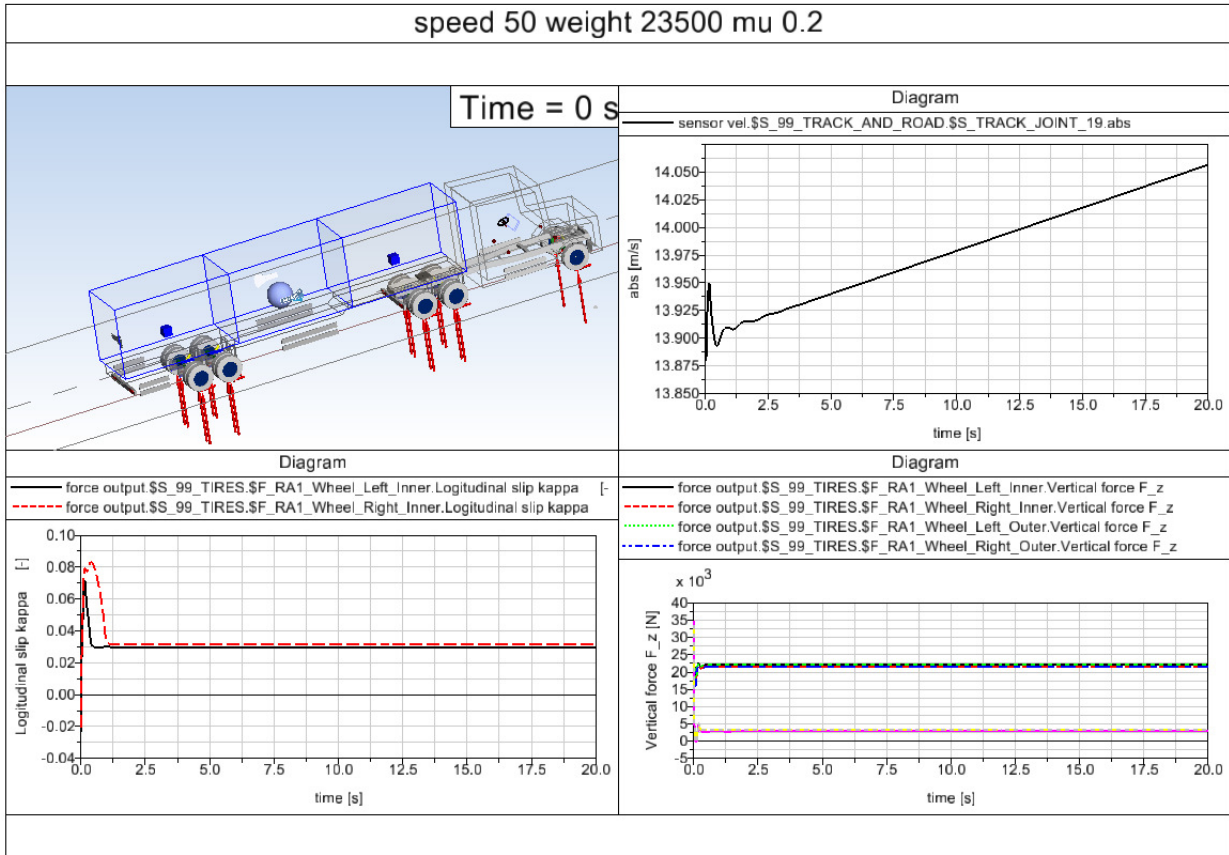 speed 50 weight 23500 mu 0.2
Time = 0 s
Diagram
sensor vel.$S_99_TRACK_AND_ROAD.$S_TRACK_JOINT_19.abs
abs [m/s]
14.050
14.000
13.975
13.950
13.900
13.875
13.850
0.0 2.5 5.0 7.5 10.0 12.5 15.0 17.5 20.0
time [s]
Diagram
force output.$S_99_TIRES.$F_RA1_Wheel_Left_Inner.Logitudinal slip kappa [-
force output.$S_99_TIRES.$F_RA1_Wheel_Right_Inner.Logitudinal slip kappa
Logitudinal slip kappa [-]
0.10
0.08
0.06
0.04
0.02
0.00
-0.02
-0.04
0.0 2.5 5.0 7.5 10.0 12.5 15.0 17.5 20.0
time [s]
Diagram
force output.$S_99_TIRES.$F_RA1_Wheel_Left_Inner.Vertical force F_z
force output.$S_99_TIRES.$F_RA1_Wheel_Right_Inner.Vertical force F_z
force output.$S_99_TIRES.$F_RA1_Wheel_Left_Outer.Vertical force F_z
force output.$S_99_TIRES.$F_RA1_Wheel_Right_Outer.Vertical force F_z
x 10³
Vertical force F_z [N]
40
35
30
25
20
15
10
5
0
-5
0.0 2.5 5.0 7.5 10.0 12.5 15.0 17.5 20.0
time [s]